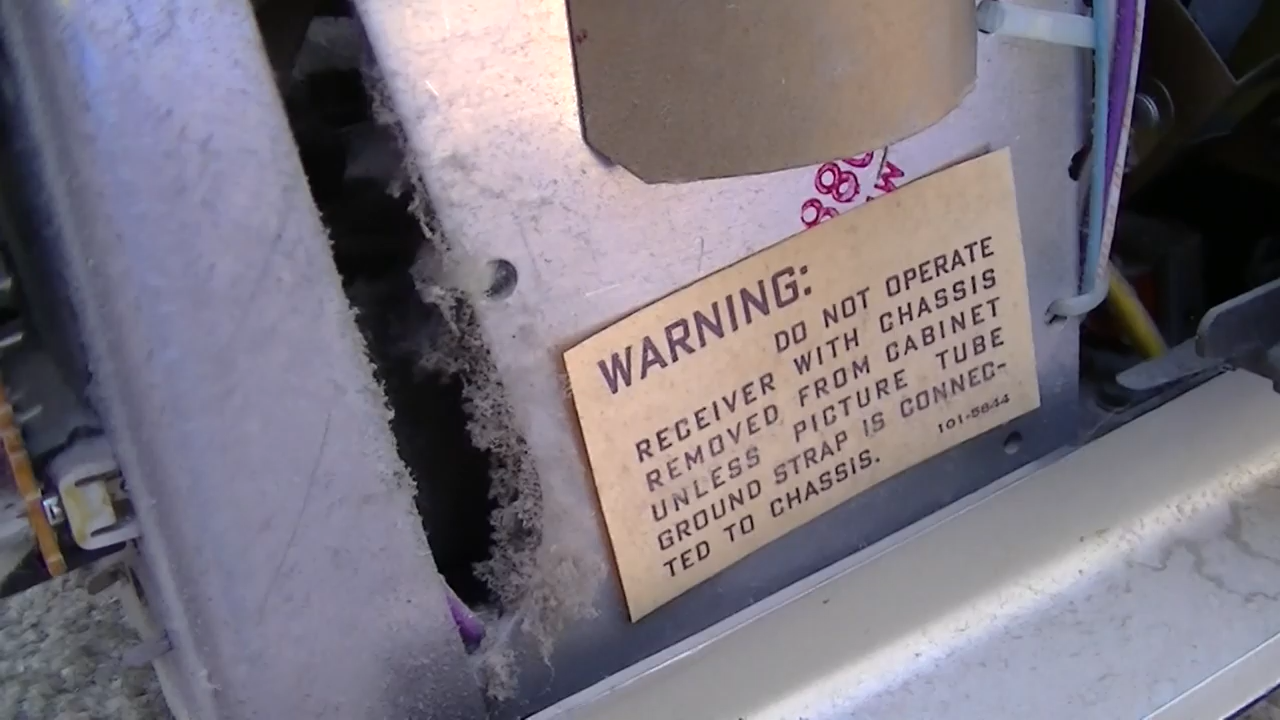 WARNING:
DO NOT OPERATE
RECEIVER WITH CHASSIS
REMOVED FROM CABINET
UNLESS PICTURE TUBE
GROUND STRAP IS CONNEC-
TED TO CHASSIS.
101-5644